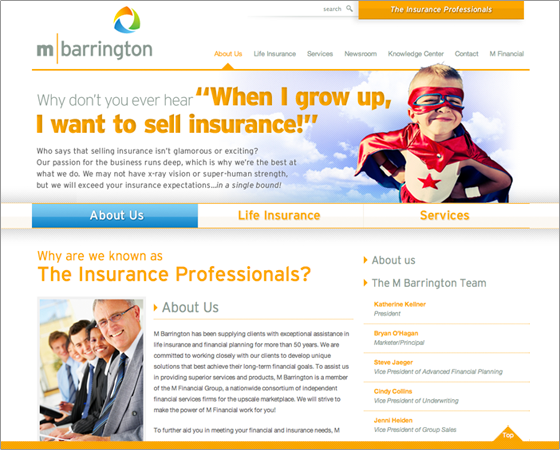 search
The Insurance Professionals
m|barrington
About Us Life Insurance Services Newsroom Knowledge Center Contact M Financial
Why don't you ever hear “When I grow up,
I want to sell insurance!”
Who says that selling insurance isn't glamorous or exciting?
Our passion for the business runs deep, which is why we're the best at
what we do. We may not have x-ray vision or super-human strength,
but we will exceed your insurance expectations...in a single bound!
About Us Life Insurance Services
Why are we known as
The Insurance Professionals?
About Us
M Barrington has been supplying clients with exceptional assistance in
life insurance and financial planning for more than 50 years. We are
committed to working closely with our clients to develop unique
solutions that best achieve their long-term financial goals. To assist us
in providing superior services and products, M Barrington is a member
of the M Financial Group, a nationwide consortium of independent
financial services firms for the upscale marketplace. We will strive to
make the power of M Financial work for you!
To further aid you in meeting your financial and insurance needs, M
About us
The M Barrington Team
Katherine Kellner
President
Bryan O'Hagan
Marketer/Principal
Steve Jaeger
Vice President of Advanced Financial Planning
Cindy Collins
Vice President of Underwriting
Jenni Heiden
Vice President of Group Sales
Top